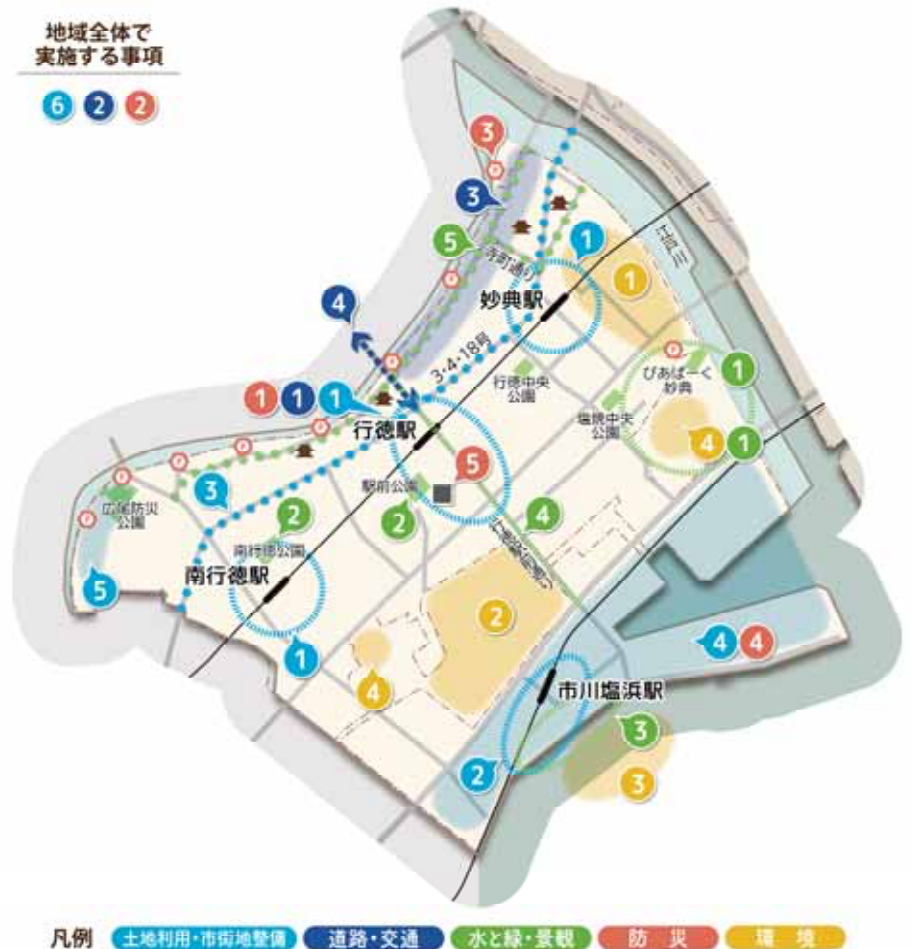 地域全体で
実施する事項
6 2 2
3
3
5
寺町通り
1
1
江戸川
妙典駅
4
3・4・18号
行徳中央
公園
ぴあぱーく
妙典
1
塩焼中央
公園
4 1
1 1 1
行徳駅
5
駅前公園
2
4
3
広尾防災
公園
2
南行徳公園
南行徳駅
5
1
2
4
4 4
市川塩浜駅
3
2
3
凡例 土地利用・市街地整備 道路・交通 水と緑・景観 防災 環境